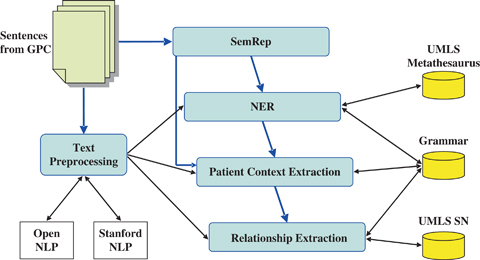 Sentences
from GPC
SemRep
UMLS
Metathesaurus
NER
Text
Preprocessing
Grammar
Patient Context Extraction
Open
NLP
Stanford
NLP
Relationship Extraction
UMLS SN